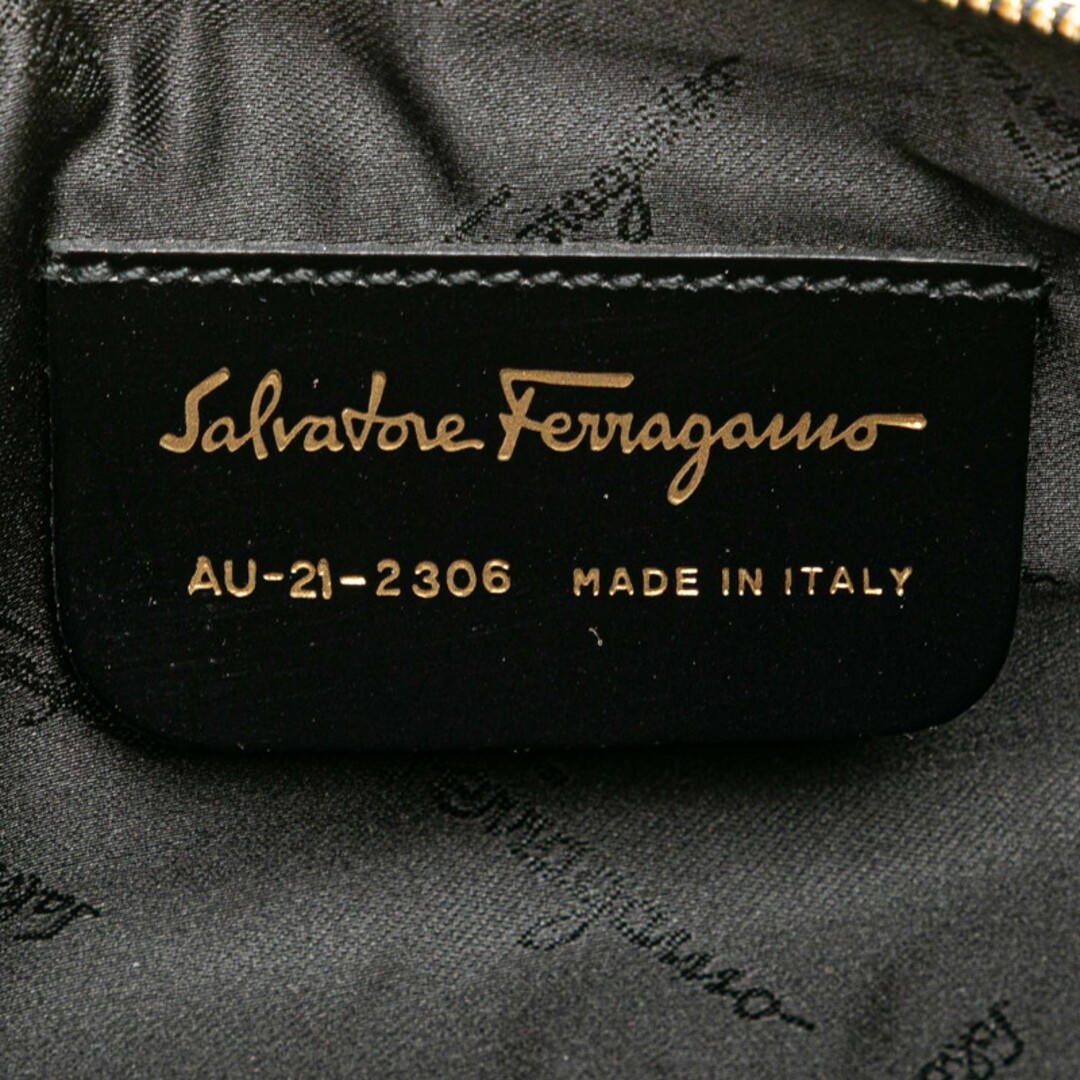 Salvatore Ferragamo
AU-21-2306 MADE IN ITALY